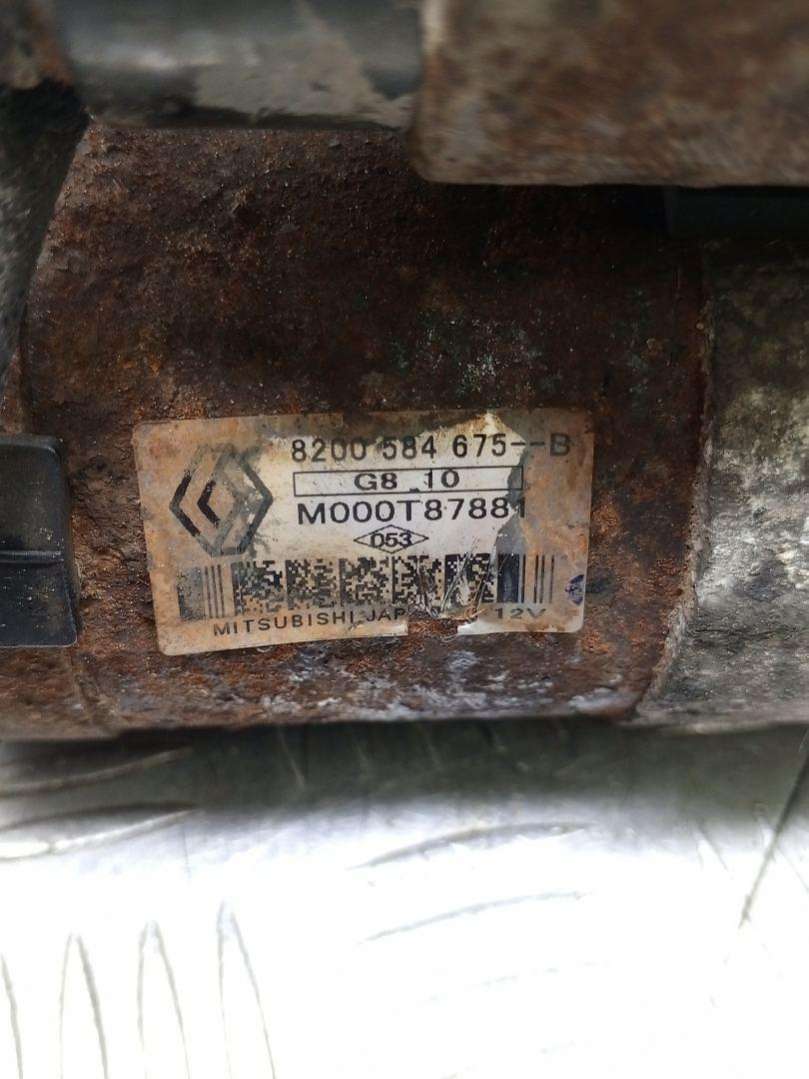 8200 584 675--B
G8 10
M000T87881
D53
MITSUBISHI JAP
12V